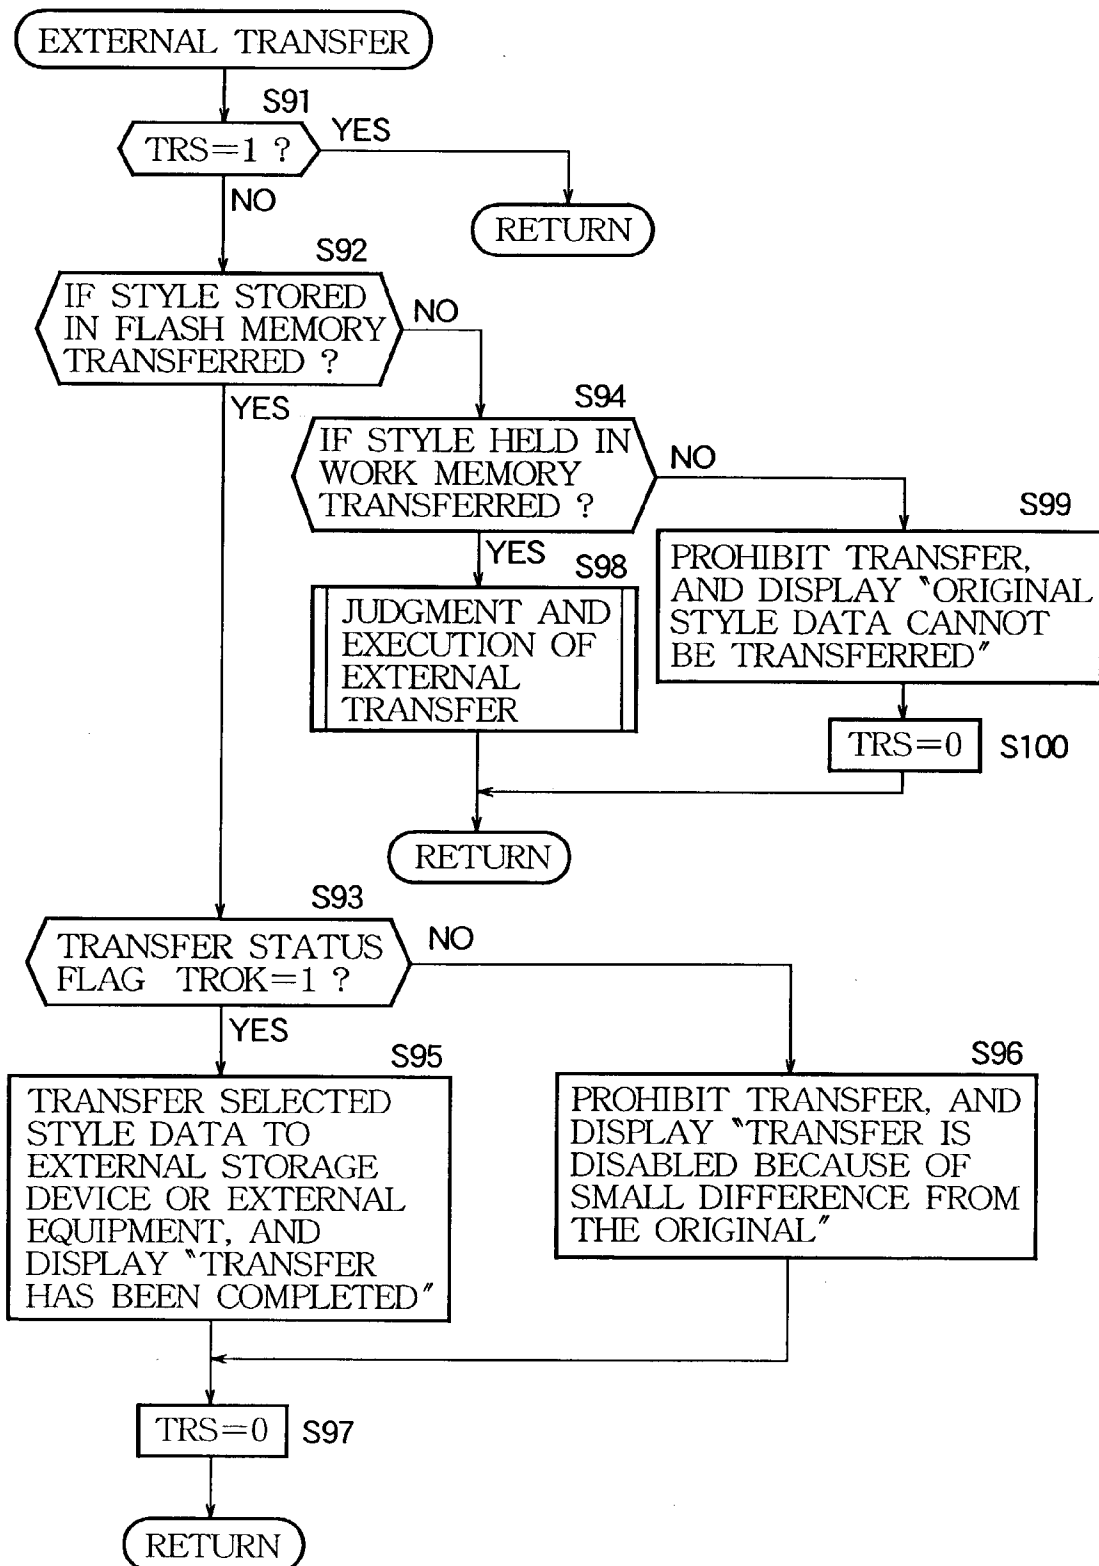 EXTERNAL TRANSFER
S91
TRS=1 ?
YES
NO
RETURN
S92
IF STYLE STORED
IN FLASH MEMORY
TRANSFERRED ?
NO
YES
S94
IF STYLE HELD IN
WORK MEMORY
TRANSFERRED ?
NO
YES
S99
PROHIBIT TRANSFER,
AND DISPLAY "ORIGINAL
STYLE DATA CANNOT
BE TRANSFERRED"
S98
JUDGMENT AND
EXECUTION OF
EXTERNAL
TRANSFER
TRS=0
S100
RETURN
S93
TRANSFER STATUS
FLAG TROK=1 ?
NO
YES
S95
TRANSFER SELECTED
STYLE DATA TO
EXTERNAL STORAGE
DEVICE OR EXTERNAL
EQUIPMENT, AND
DISPLAY "TRANSFER
HAS BEEN COMPLETED"
S96
PROHIBIT TRANSFER, AND
DISPLAY "TRANSFER IS
DISABLED BECAUSE OF
SMALL DIFFERENCE FROM
THE ORIGINAL"
TRS=0
S97
RETURN